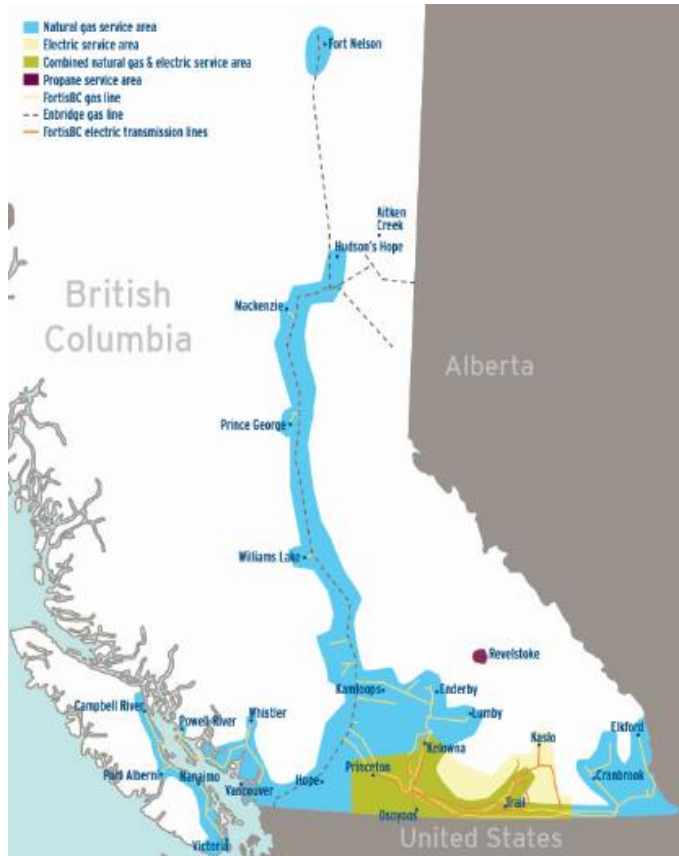 Natural gas service area
Electric service area
Combined natural gas & electric service area
Propane service area
FortisBC gas line
Enbridge gas line
FortisBC electric transmission lines
Fort Nelson
Aitken
Creek
Hudson's Hope
British
Columbia
Mackenzie
Alberta
Prince George
Williams Lake
Revelstoke
Kamloops
Enderby
Campbell River
Powell River
Whistler
Lumby
Elkford
Kelowna
Kaslo
Port Alberni
Nanaimo
Vancouver
Hope
Princeton
Cranbrook
Trail
Osoyoos
United States
Victoria